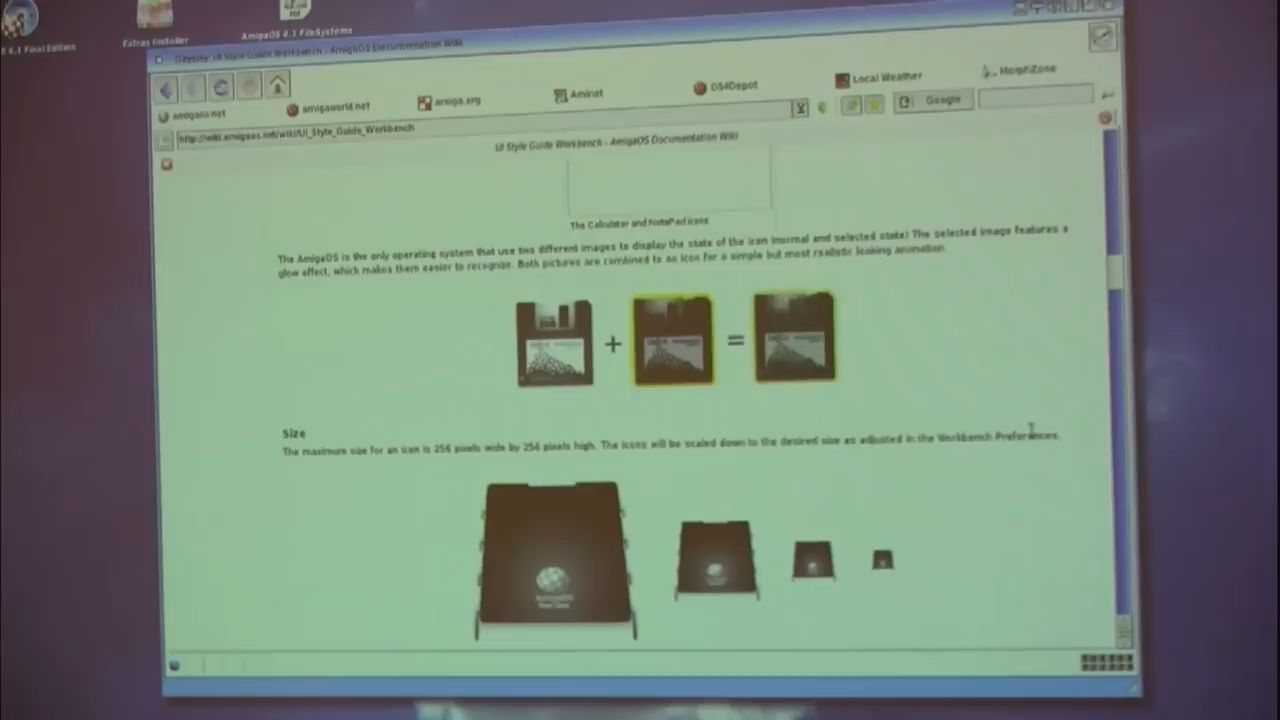 S 4.1 Final Edition
Extras Installer
AmigaOS 4.1 FileSystems
Odyssey: UI Style Guide Workbench - AmigaOS Documentation Wiki
amigans.net
amigaworld.net
amiga.org
Aminet
OS4Depot
Local Weather
MorphZone
http://wiki.amigaos.net/wiki/UI_Style_Guide_Workbench
Google
UI Style Guide Workbench - AmigaOS Documentation Wiki
The Calculator and NotePad icons
The AmigaOS is the only operating system that use two different images to display the state of the icon (normal and selected state) The selected image features a
glow effect, which makes them easier to recognize. Both pictures are combined to an icon for a simple but most realistic looking animation.
+ =
Size
The maximum size for an icon is 256 pixels wide by 256 pixels high. The icons will be scaled down to the desired size as adjusted in the Workbench Preferences.